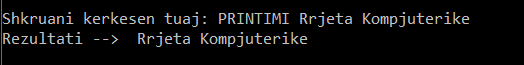 Shkruani kerkesen tuaj: PRINTIMI Rrjeta Kompjuterike
Rezultati -->  Rrjeta Kompjuterike